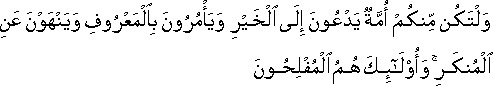 وَلْتَكُن مِّنكُمْ أُمَّةٌ يَدْعُونَ إِلَى ٱلْخَيْرِ وَيَأْمُرُونَ بِٱلْمَعْرُوفِ وَيَنْهَوْنَ عَنِ
ٱلْمُنكَرِ ۚ وَأُو۟لَـٰٓئِكَ هُمُ ٱلْمُفْلِحُونَ